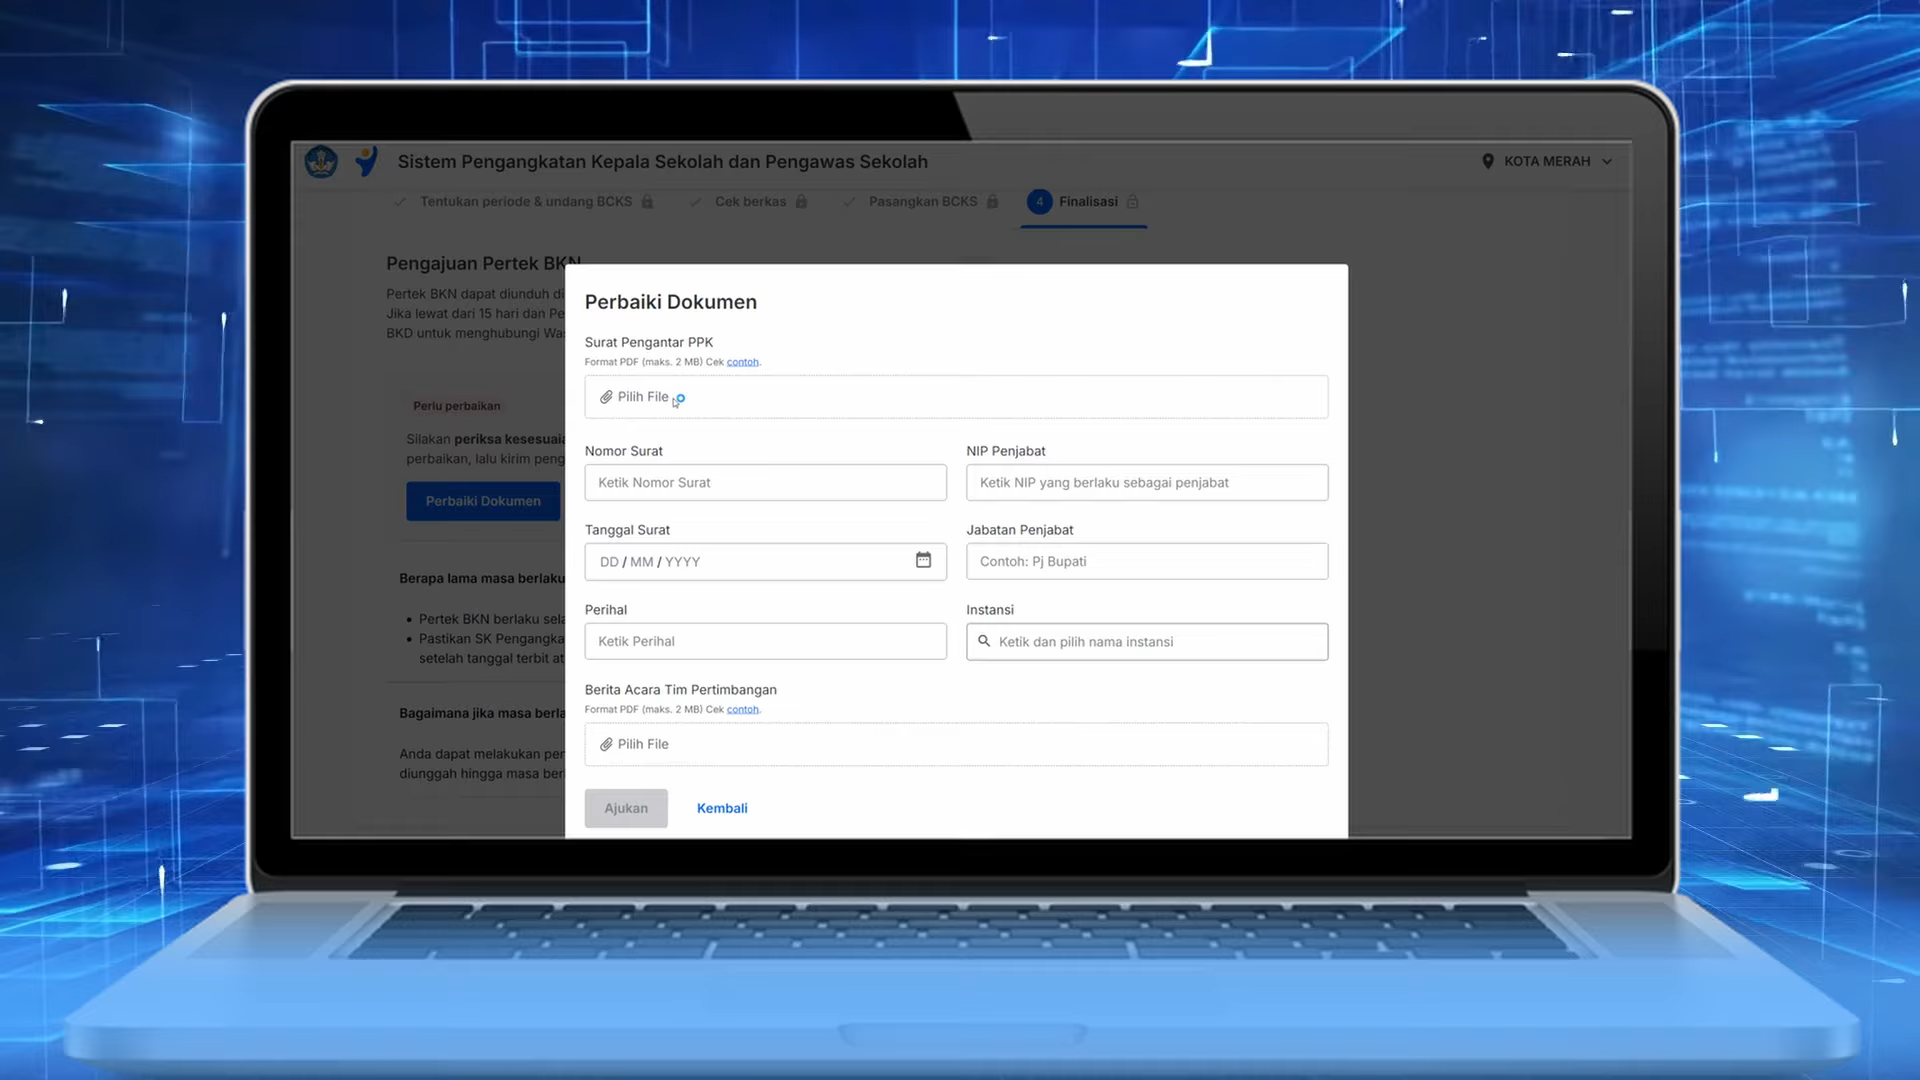 Sistem Pengangkatan Kepala Sekolah dan Pengawas Sekolah
KOTA MERAH
Tentukan periode & undang BCKS
Cek berkas
Pasangkan BCKS
4 Finalisasi
Pengajuan Pertek BKN
Pertek BKN dapat diunduh di
Jika lewat dari 15 hari dan Pe
BKD untuk menghubungi Was
Perlu perbaikan
Silakan periksa kesesuaia
perbaikan, lalu kirim peng
Perbaiki Dokumen
Berapa lama masa berlaku
Pertek BKN berlaku sela
Pastikan SK Pengangka
setelah tanggal terbit at
Bagaimana jika masa berla
Anda dapat melakukan per
diunggah hingga masa berl
Perbaiki Dokumen
Surat Pengantar PPK
Format PDF (maks. 2 MB) Cek contoh.
Pilih File
Nomor Surat
Ketik Nomor Surat
NIP Penjabat
Ketik NIP yang berlaku sebagai penjabat
Tanggal Surat
DD / MM / YYYY
Jabatan Penjabat
Contoh: Pj Bupati
Perihal
Ketik Perihal
Instansi
Ketik dan pilih nama instansi
Berita Acara Tim Pertimbangan
Format PDF (maks. 2 MB) Cek contoh.
Pilih File
Ajukan
Kembali